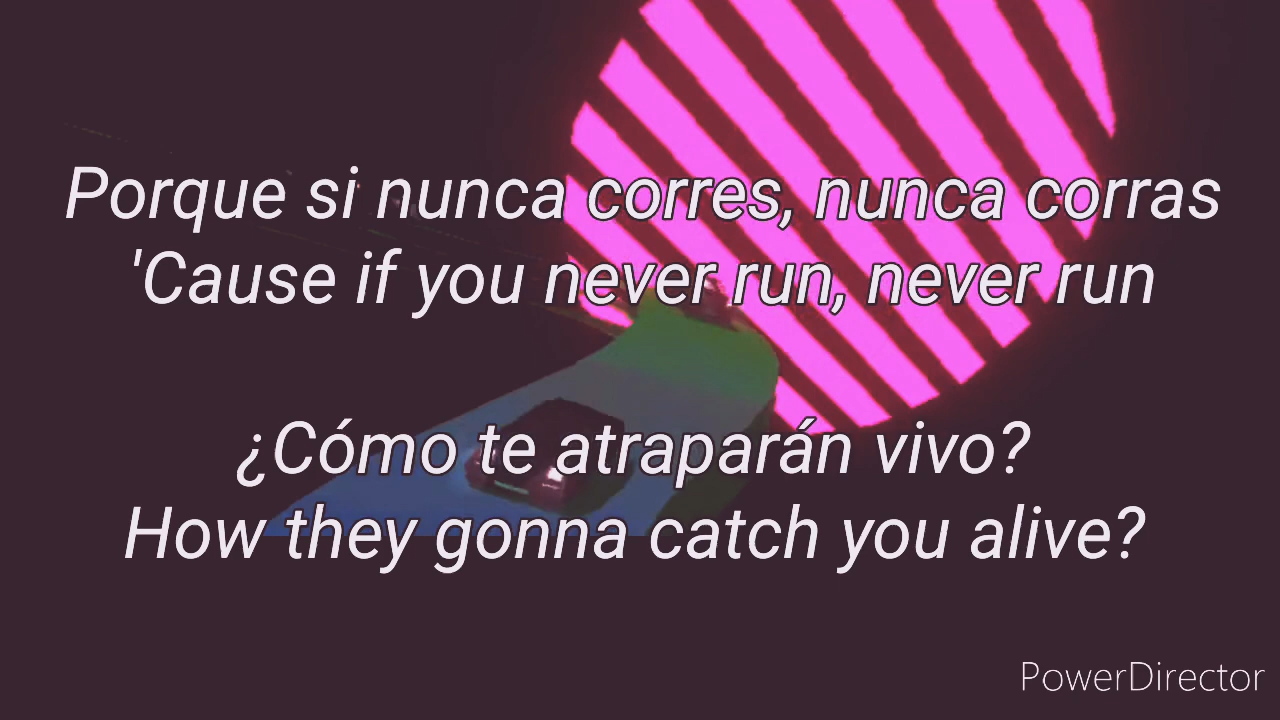 Porque si nunca corres, nunca corras
'Cause if you never run, never run
¿Cómo te atraparán vivo?
How they gonna catch you alive?
PowerDirector